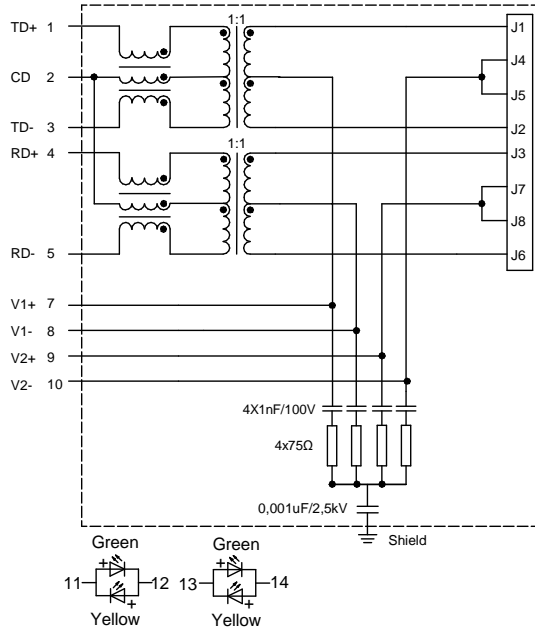 1:1
TD+ 1
J1
J4
CD 2
J5
TD- 3
J2
1:1
RD+ 4
J3
J7
J8
RD- 5
J6
V1+ 7
V1- 8
V2+ 9
V2- 10
4X1nF/100V
4x75Ω
0,001uF/2,5kV
Shield
Green
Green
+
+
11
12
13
14
+
+
Yellow
Yellow